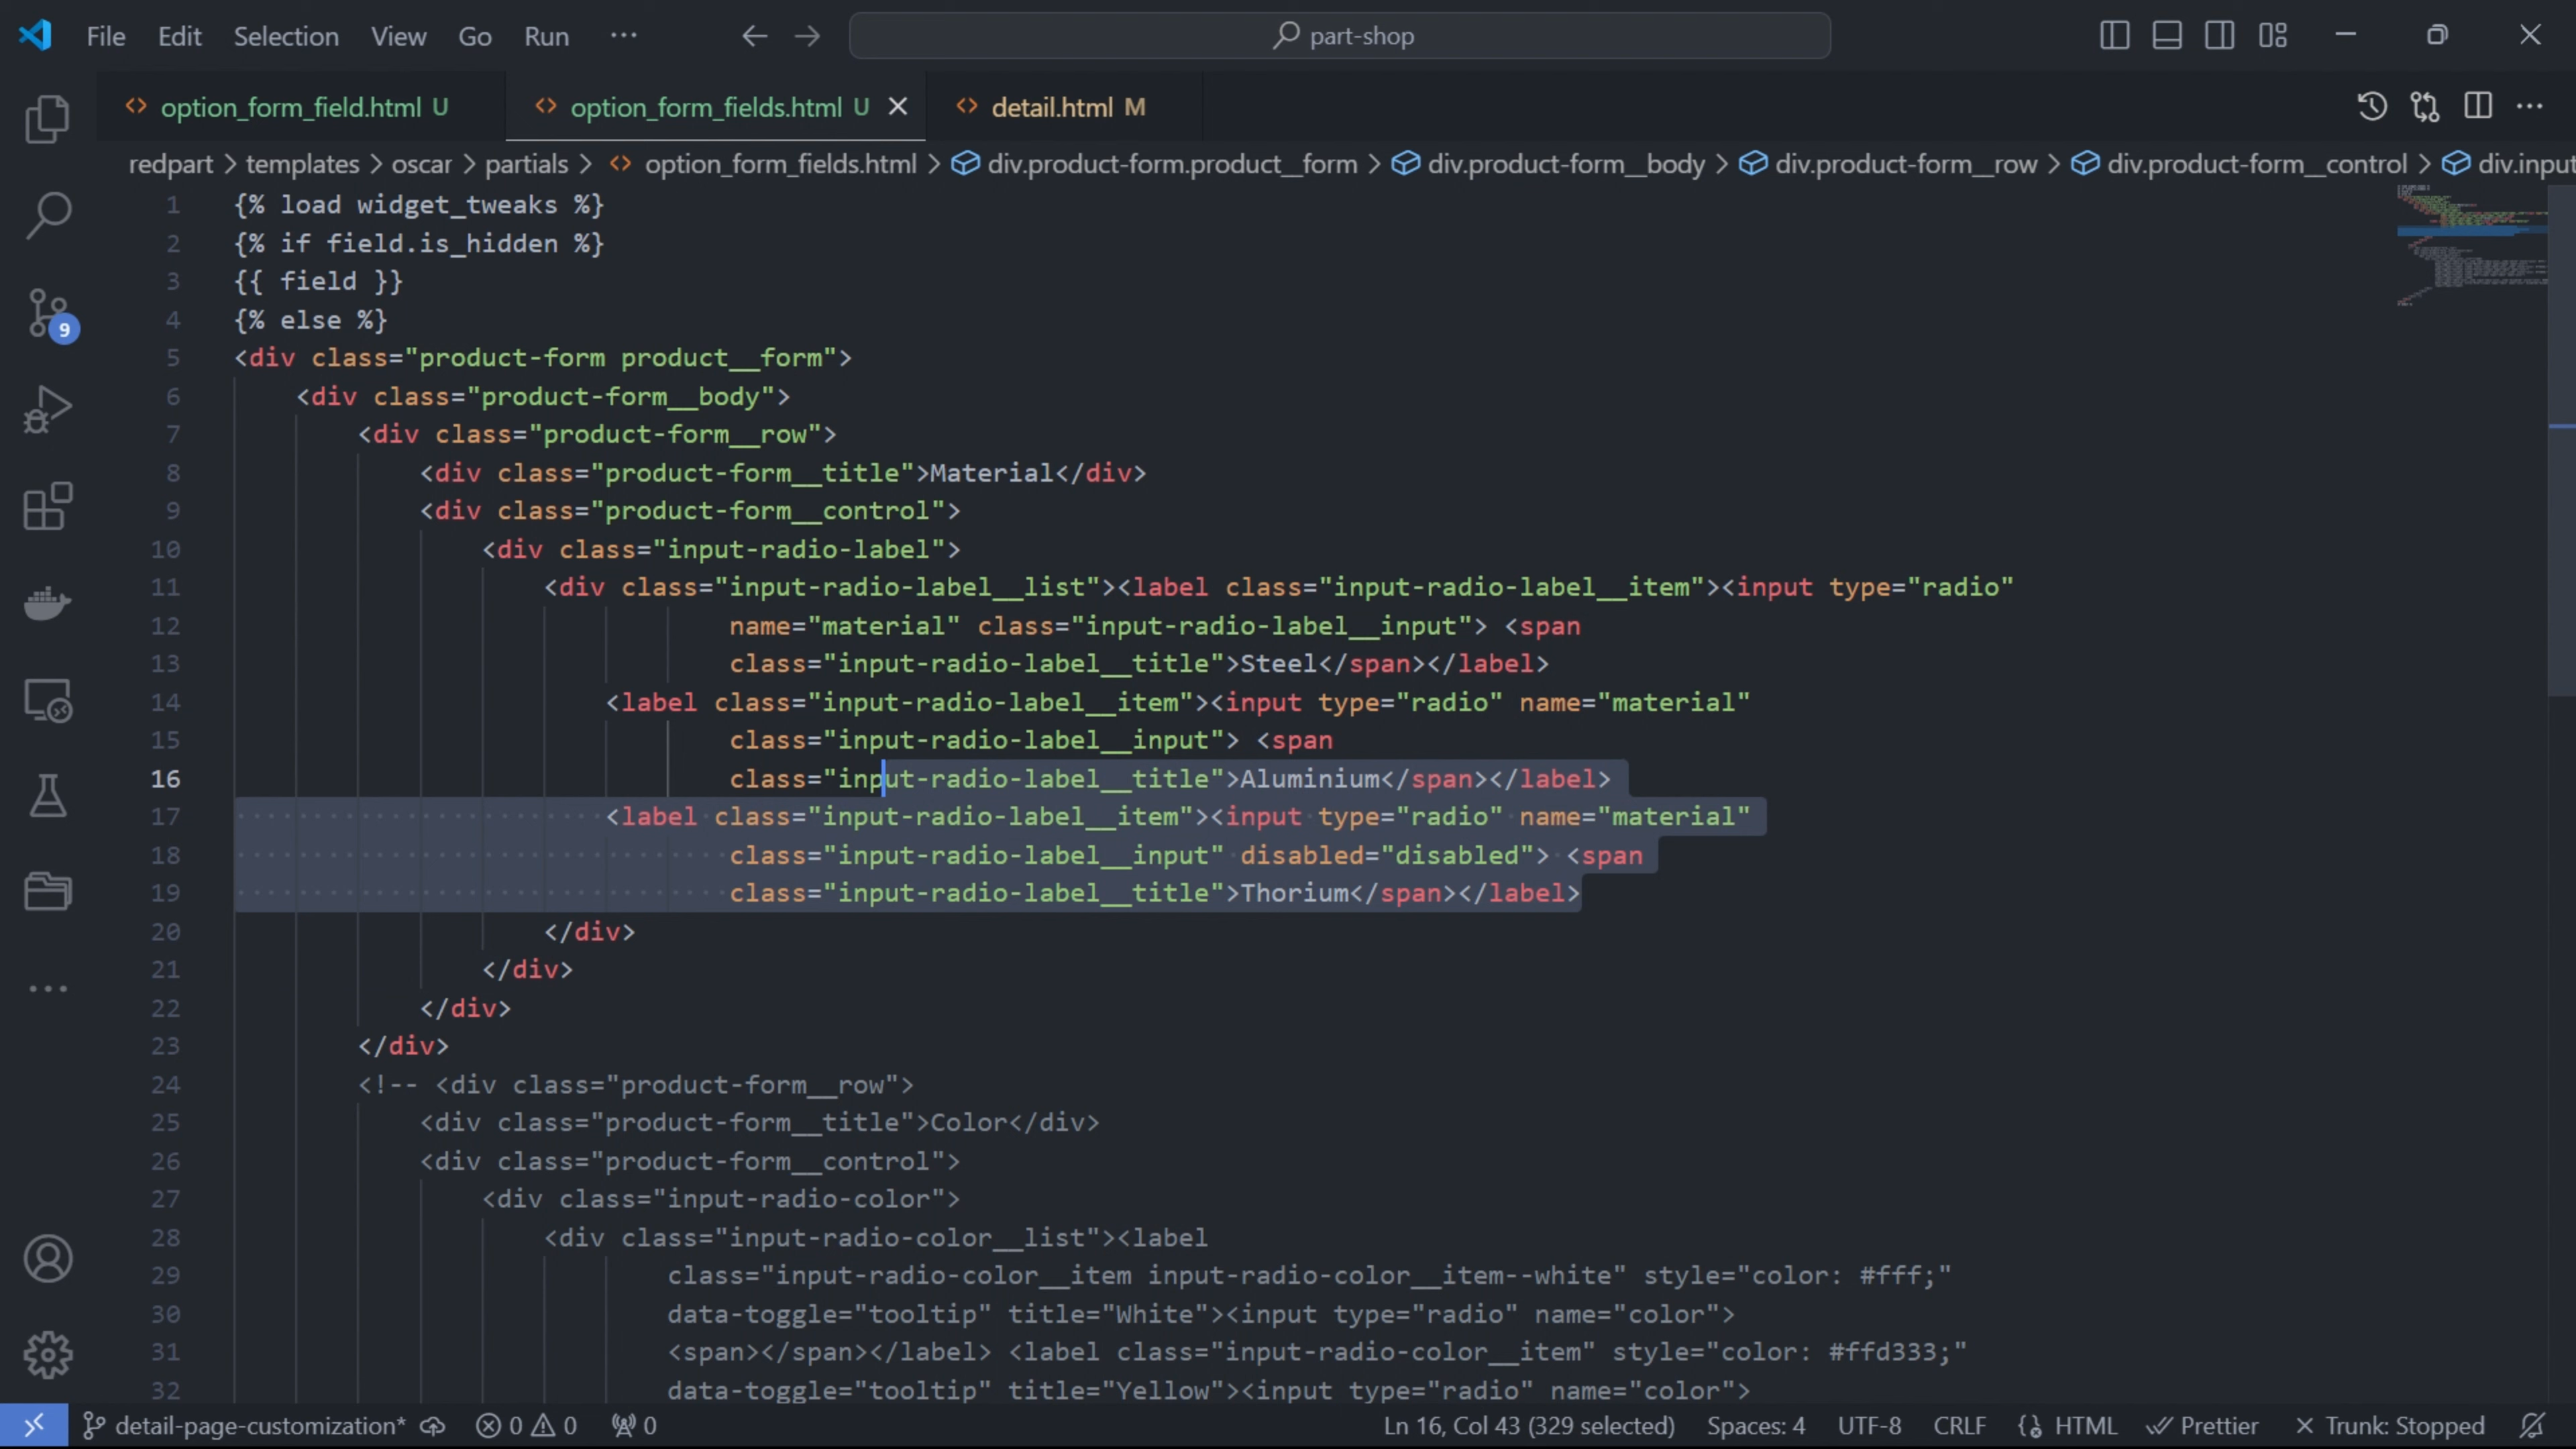 File Edit Selection View Go Run ··· part-shop
option_form_field.html U option_form_fields.html U detail.html M
redpart > templates > oscar > partials > option_form_fields.html > div.product-form.product__form > div.product-form__body > div.product-form__row > div.product-form__control > div.input
1 {% load widget_tweaks %}
2 {% if field.is_hidden %}
3 {{ field }}
4 {% else %}
5 <div class="product-form product__form">
6 <div class="product-form__body">
7 <div class="product-form__row">
8 <div class="product-form__title">Material</div>
9 <div class="product-form__control">
10 <div class="input-radio-label">
11 <div class="input-radio-label__list"><label class="input-radio-label__item"><input type="radio"
12 name="material" class="input-radio-label__input"> <span
13 class="input-radio-label__title">Steel</span></label>
14 <label class="input-radio-label__item"><input type="radio" name="material"
15 class="input-radio-label__input"> <span
16 class="input-radio-label__title">Aluminium</span></label>
17 <label class="input-radio-label__item"><input type="radio" name="material"
18 class="input-radio-label__input" disabled="disabled"> <span
19 class="input-radio-label__title">Thorium</span></label>
20 </div>
21 </div>
22 </div>
23 </div>
24 <!-- <div class="product-form__row">
25 <div class="product-form__title">Color</div>
26 <div class="product-form__control">
27 <div class="input-radio-color">
28 <div class="input-radio-color__list"><label
29 class="input-radio-color__item input-radio-color__item--white" style="color: #fff;"
30 data-toggle="tooltip" title="White"><input type="radio" name="color">
31 <span></span></label> <label class="input-radio-color__item" style="color: #ffd333;"
32 data-toggle="tooltip" title="Yellow"><input type="radio" name="color">
9
detail-page-customization* 0 0 0 Ln 16, Col 43 (329 selected) Spaces: 4 UTF-8 CRLF HTML Prettier Trunk: Stopped